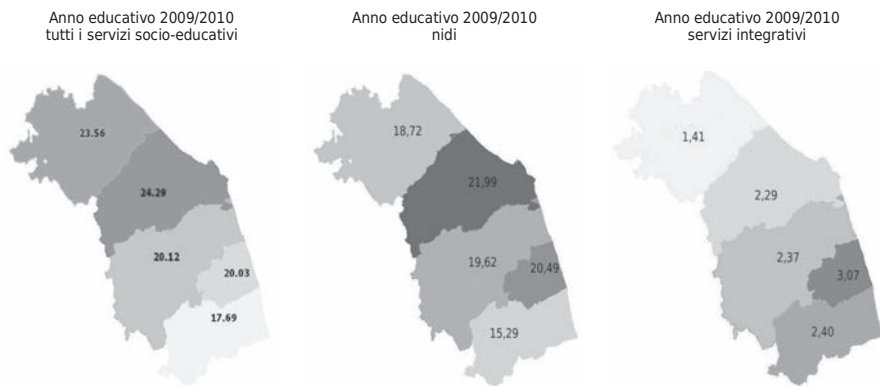 Anno educativo 2009/2010
tutti i servizi socio-educativi
23.56
24.29
20.12
20.03
17.69
Anno educativo 2009/2010
nidi
18,72
21,99
19,62
20,49
15,29
Anno educativo 2009/2010
servizi integrativi
1,41
2,29
2,37
3,07
2,40